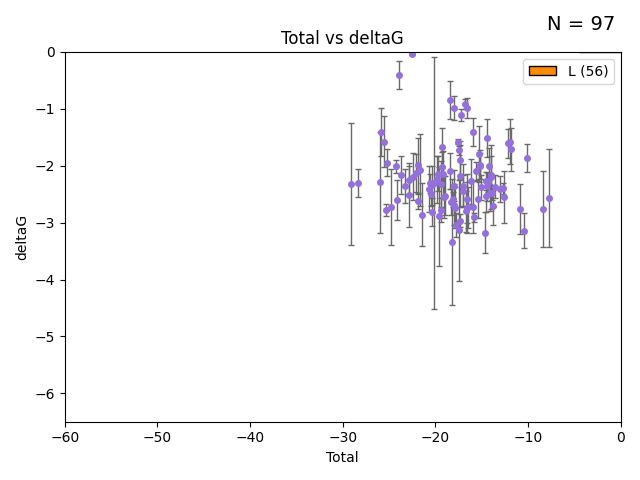 N = 97
Total vs deltaG
L (56)
0
−1
−2
−3
−4
−5
−6
deltaG
−60 −50 −40 −30 −20 −10 0
Total